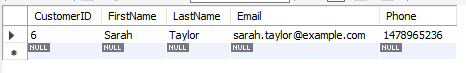 CustomerID FirstName LastName Email Phone
6 Sarah Taylor sarah.taylor@example.com 1478965236
NULL NULL NULL NULL NULL